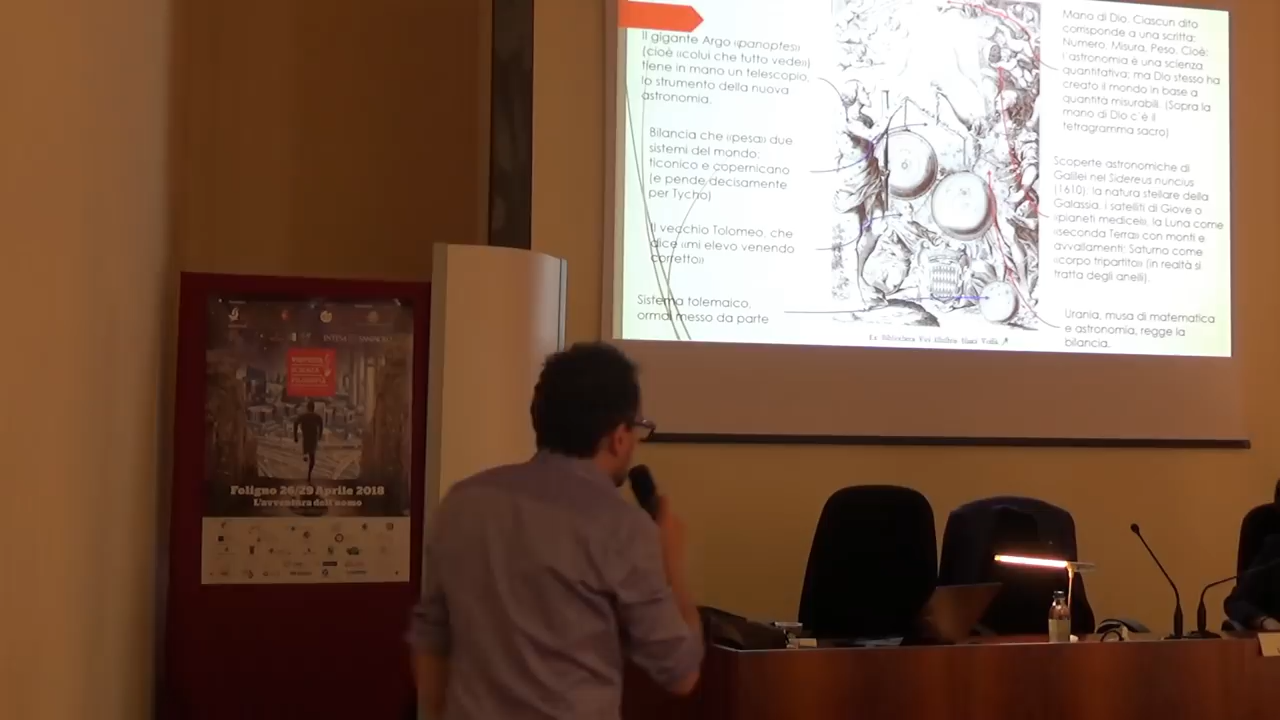 Il gigante Argo «panoptes»
(cioè «colui che tutto vede»)
tiene in mano un telescopio,
lo strumento della nuova
astronomia.
Bilancia che «pesa» due
sistemi del mondo:
ticonico e copernicano
(e pende decisamente
per Tycho)
Il vecchio Tolomeo, che
dice «mi elevo venendo
corretto»
Sistema tolemaico,
ormai messo da parte
Mano di Dio. Ciascun dito
corrisponde a una scritta:
Numero, Misura, Peso. Cioè:
l'astronomia è una scienza
quantitativa; ma Dio stesso ha
creato il mondo in base a
quantità misurabili. (Sopra la
mano di Dio c'è il
tetragramma sacro)
Scoperte astronomiche di
Galilei nel Sidereus nuncius
(1610): la natura stellare della
Galassia, i satelliti di Giove o
«pianeti medicei», la Luna come
«seconda Terra» con monti e
avvallamenti; Saturno come
«corpo tripartito» (in realtà si
tratta degli anelli).
Urania, musa di matematica
e astronomia, regge la
bilancia.
SCIENZA
FILOSOFIA
Foligno 26/29 Aprile 2018
L'avventura dell'uomo